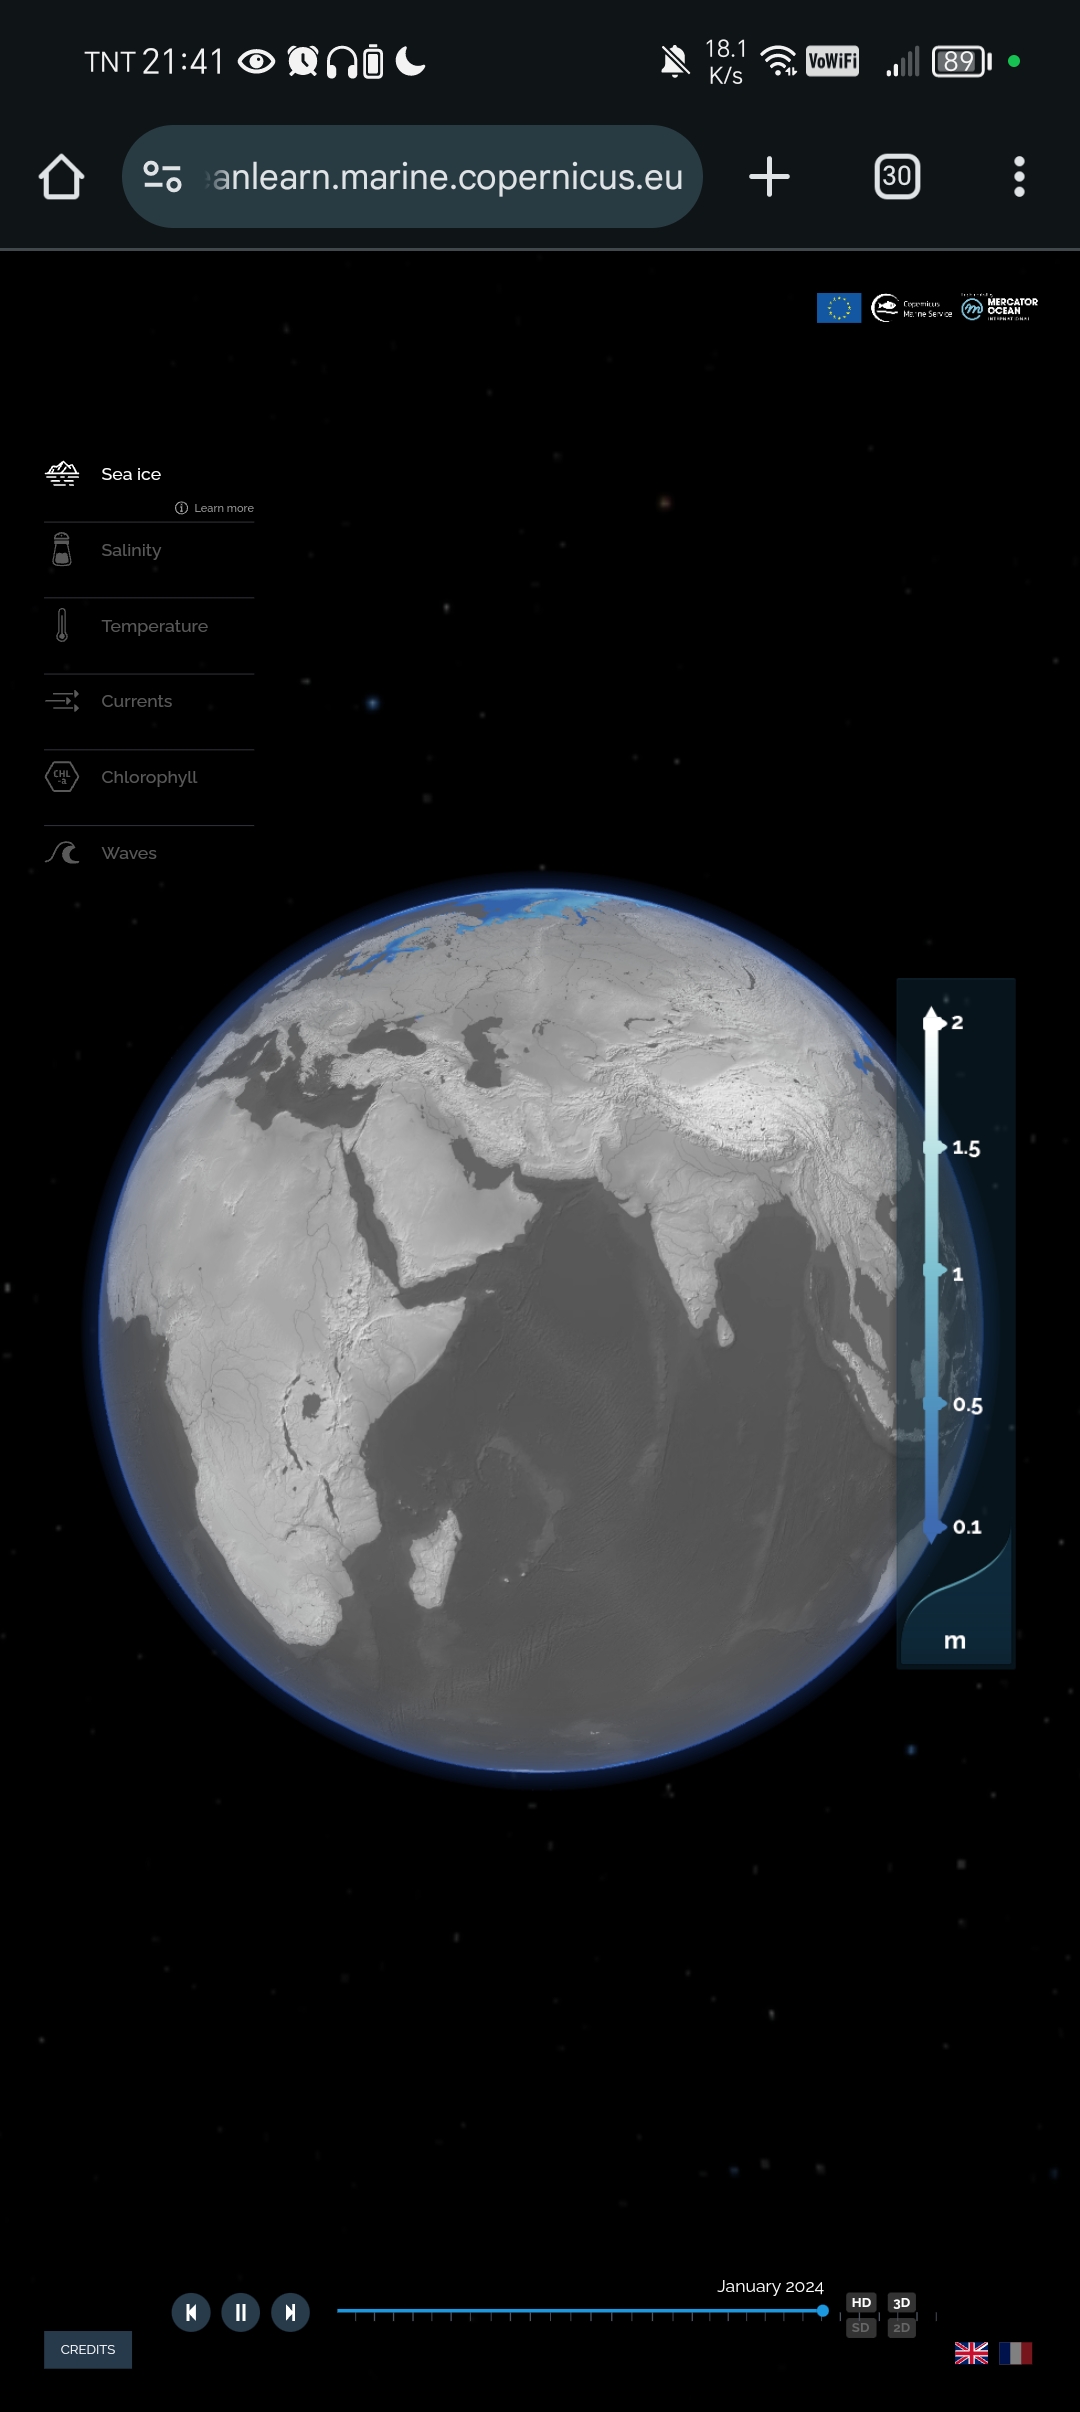 TNT 21:41
18.1
K/s
VoWiFi
89
anlearn.marine.copernicus.eu
30
Copernicus
Marine Service
MERCATOR
OCEAN
INTERNATIONAL
Sea ice
Learn more
Salinity
Temperature
Currents
CHL
-a
Chlorophyll
Waves
2
1.5
1
0.5
0.1
m
January 2024
HD
3D
SD
2D
CREDITS